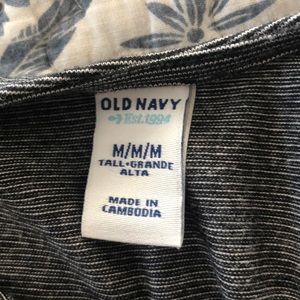 OLD NAVY
Est. 1994
M/M/M
TALL•GRANDE
ALTA
MADE IN
CAMBODIA